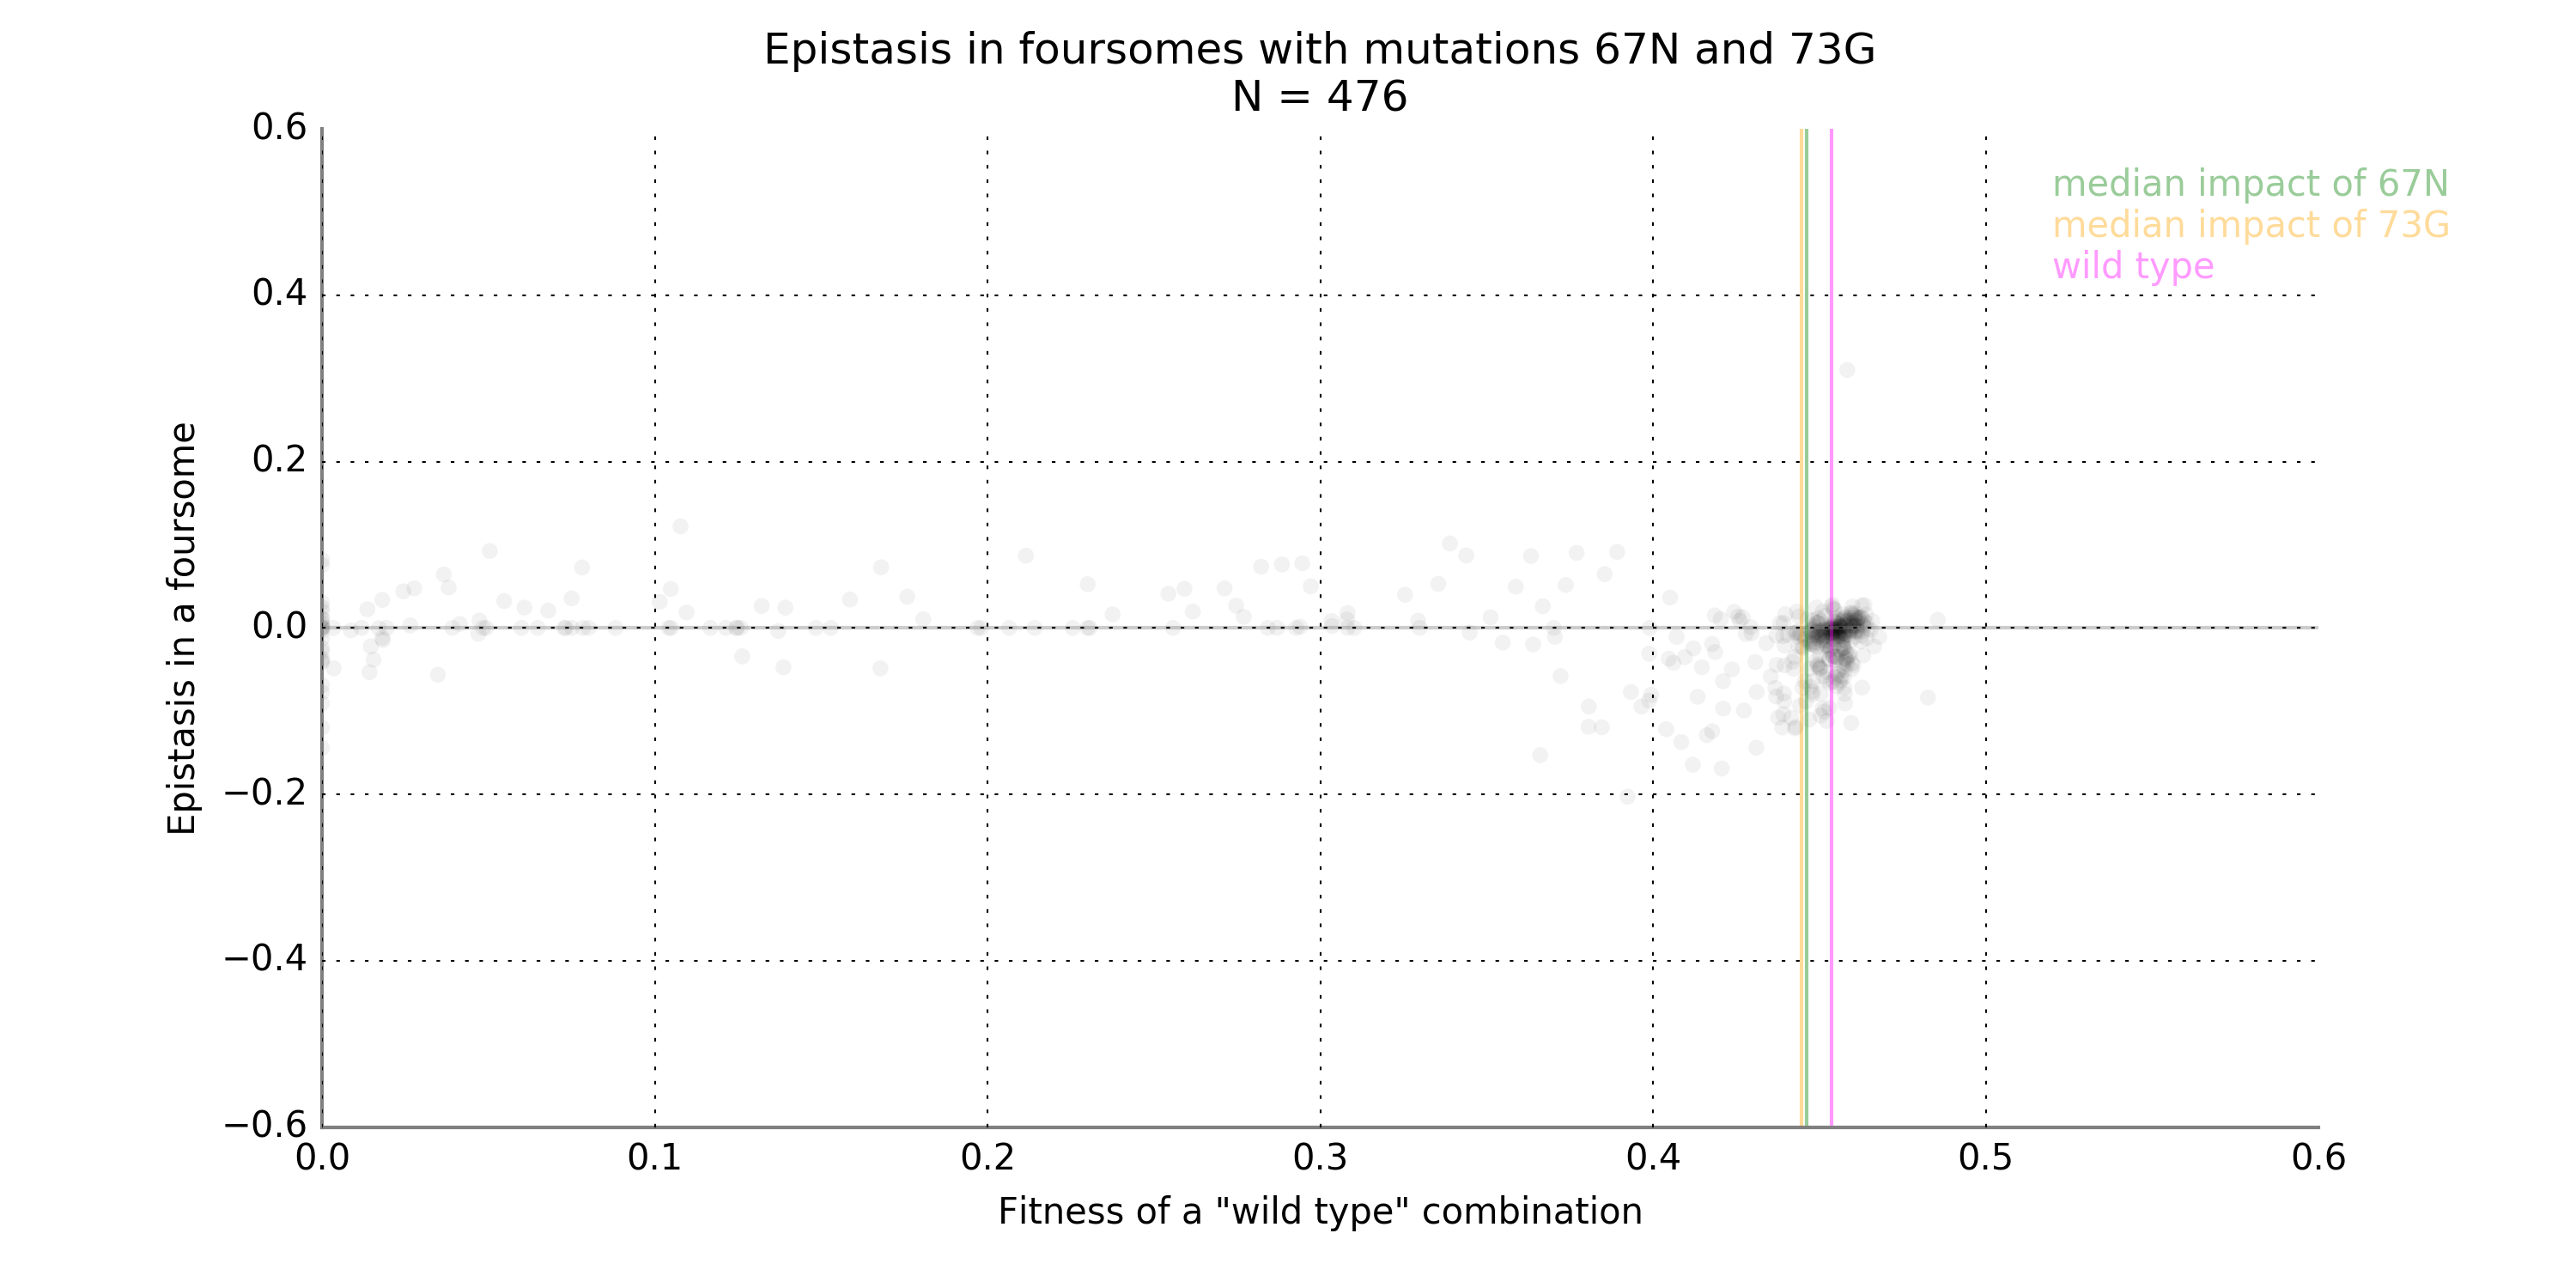 Epistasis in foursomes with mutations 67N and 73G
N = 476
0.6
0.4
0.2
0.0
−0.2
−0.4
−0.6
Epistasis in a foursome
median impact of 67N
median impact of 73G
wild type
0.0 0.1 0.2 0.3 0.4 0.5 0.6
Fitness of a "wild type" combination